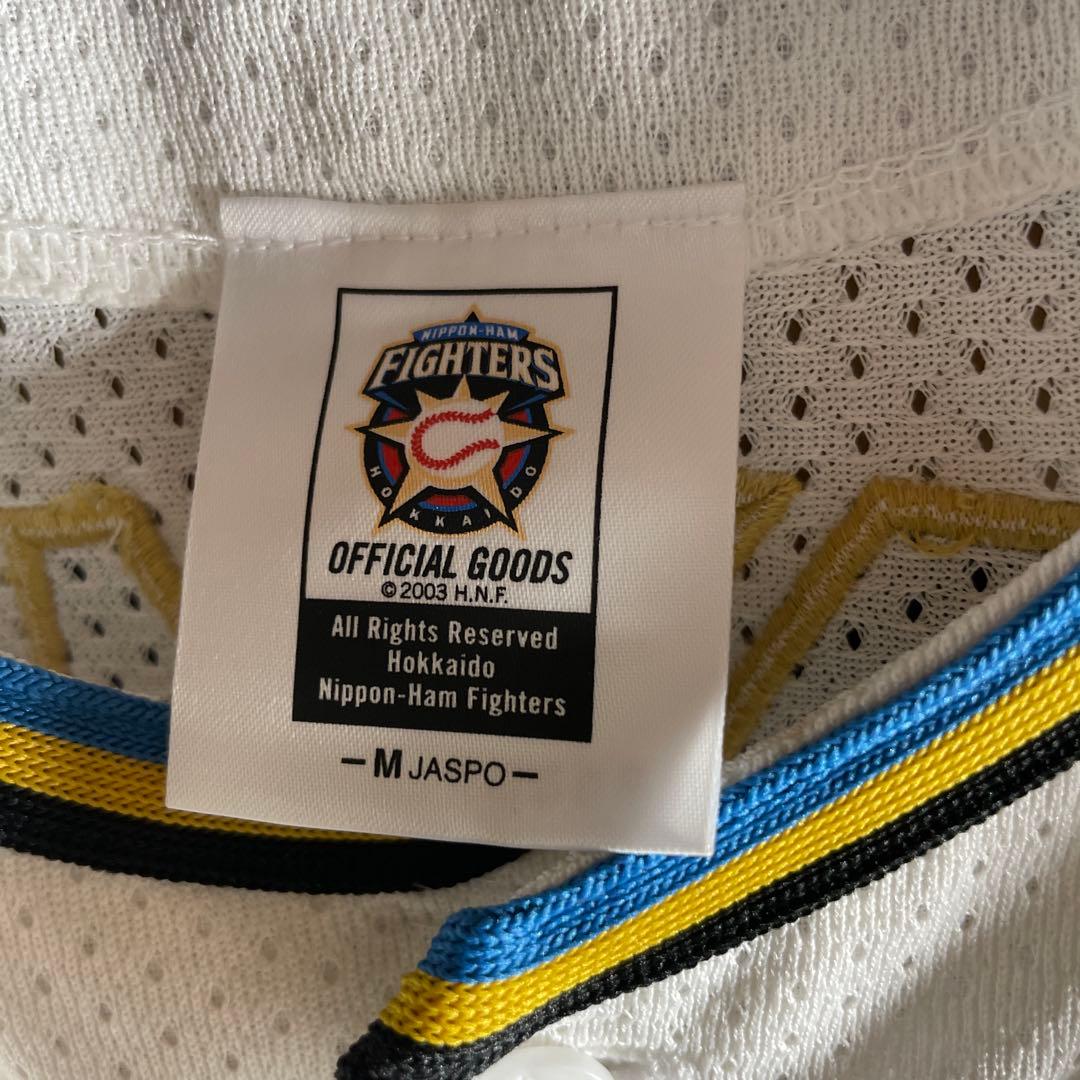 NIPPON-HAM
FIGHTERS
HOKKAIDO
OFFICIAL GOODS
© 2003 H.N.F.
All Rights Reserved
Hokkaido
Nippon-Ham Fighters
– M JASPO –